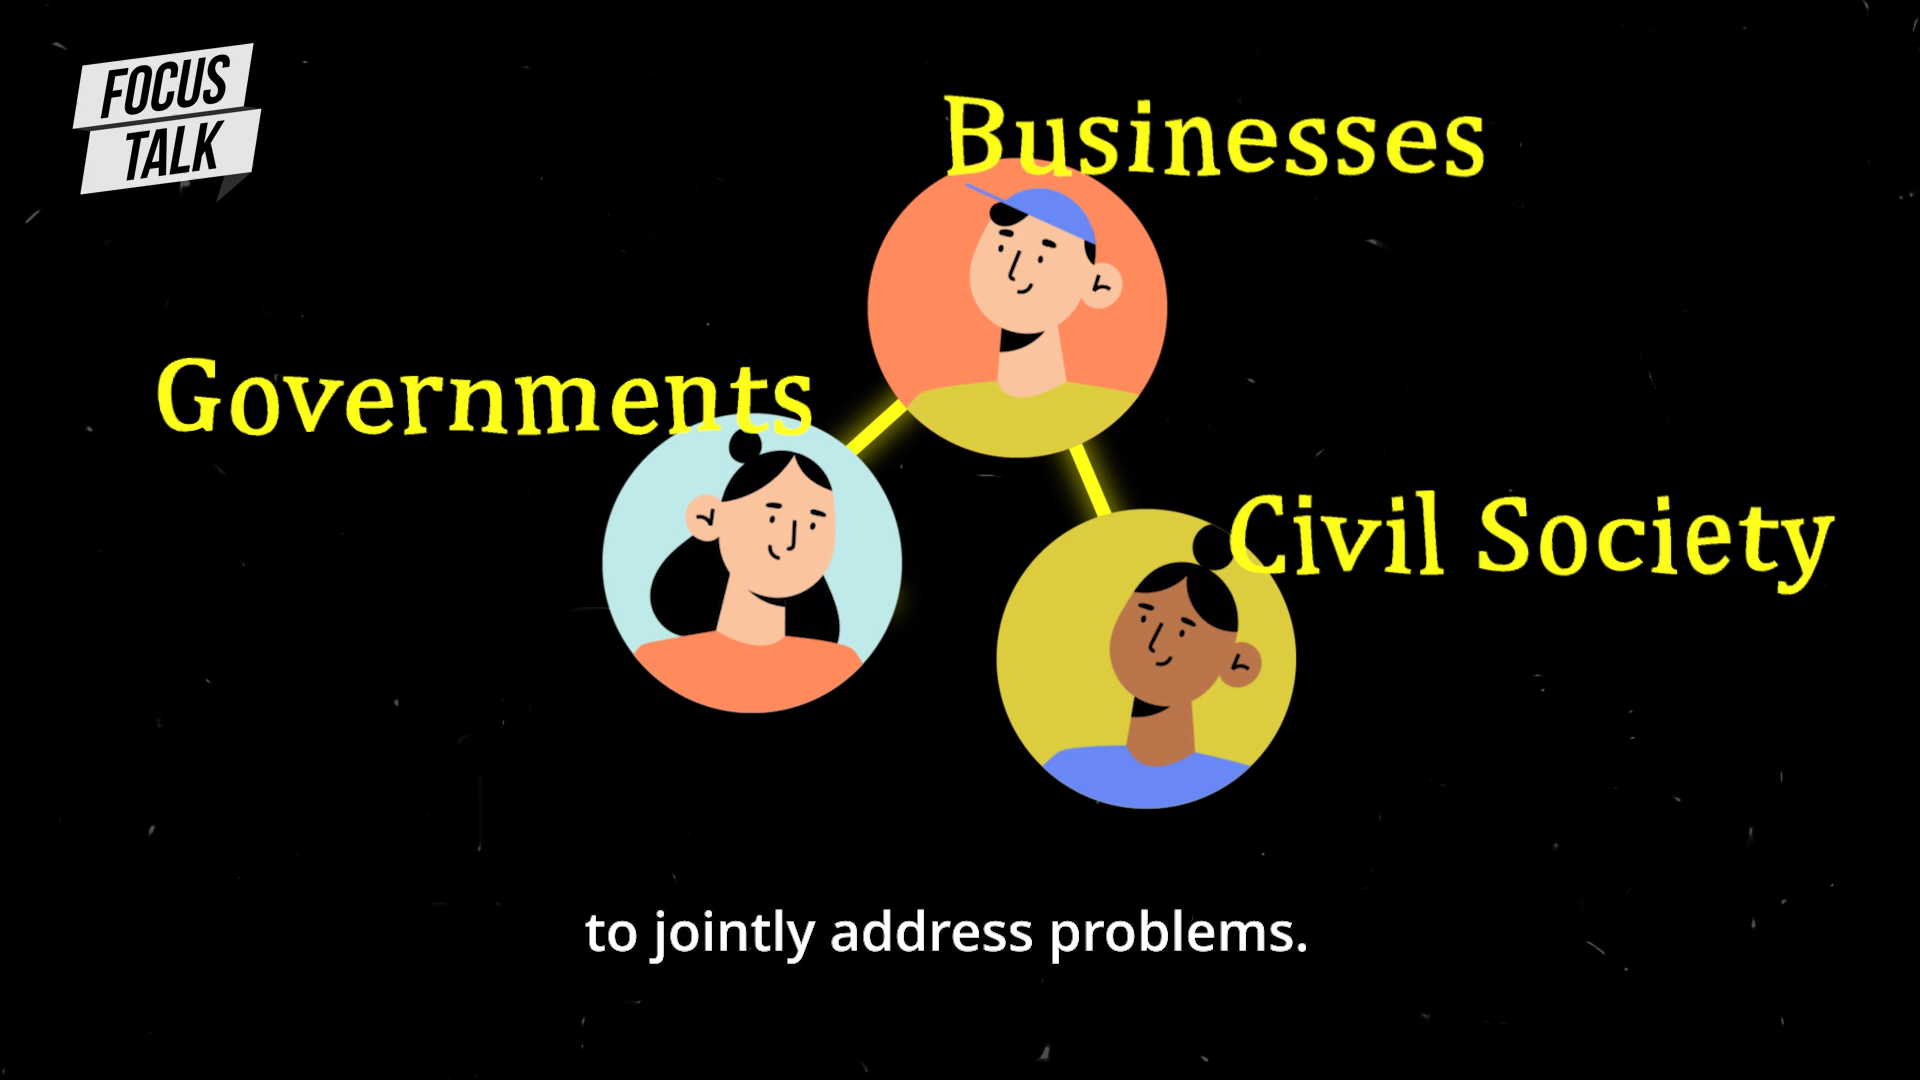 FOCUS
TALK
Businesses
Governments
Civil Society
to jointly address problems.